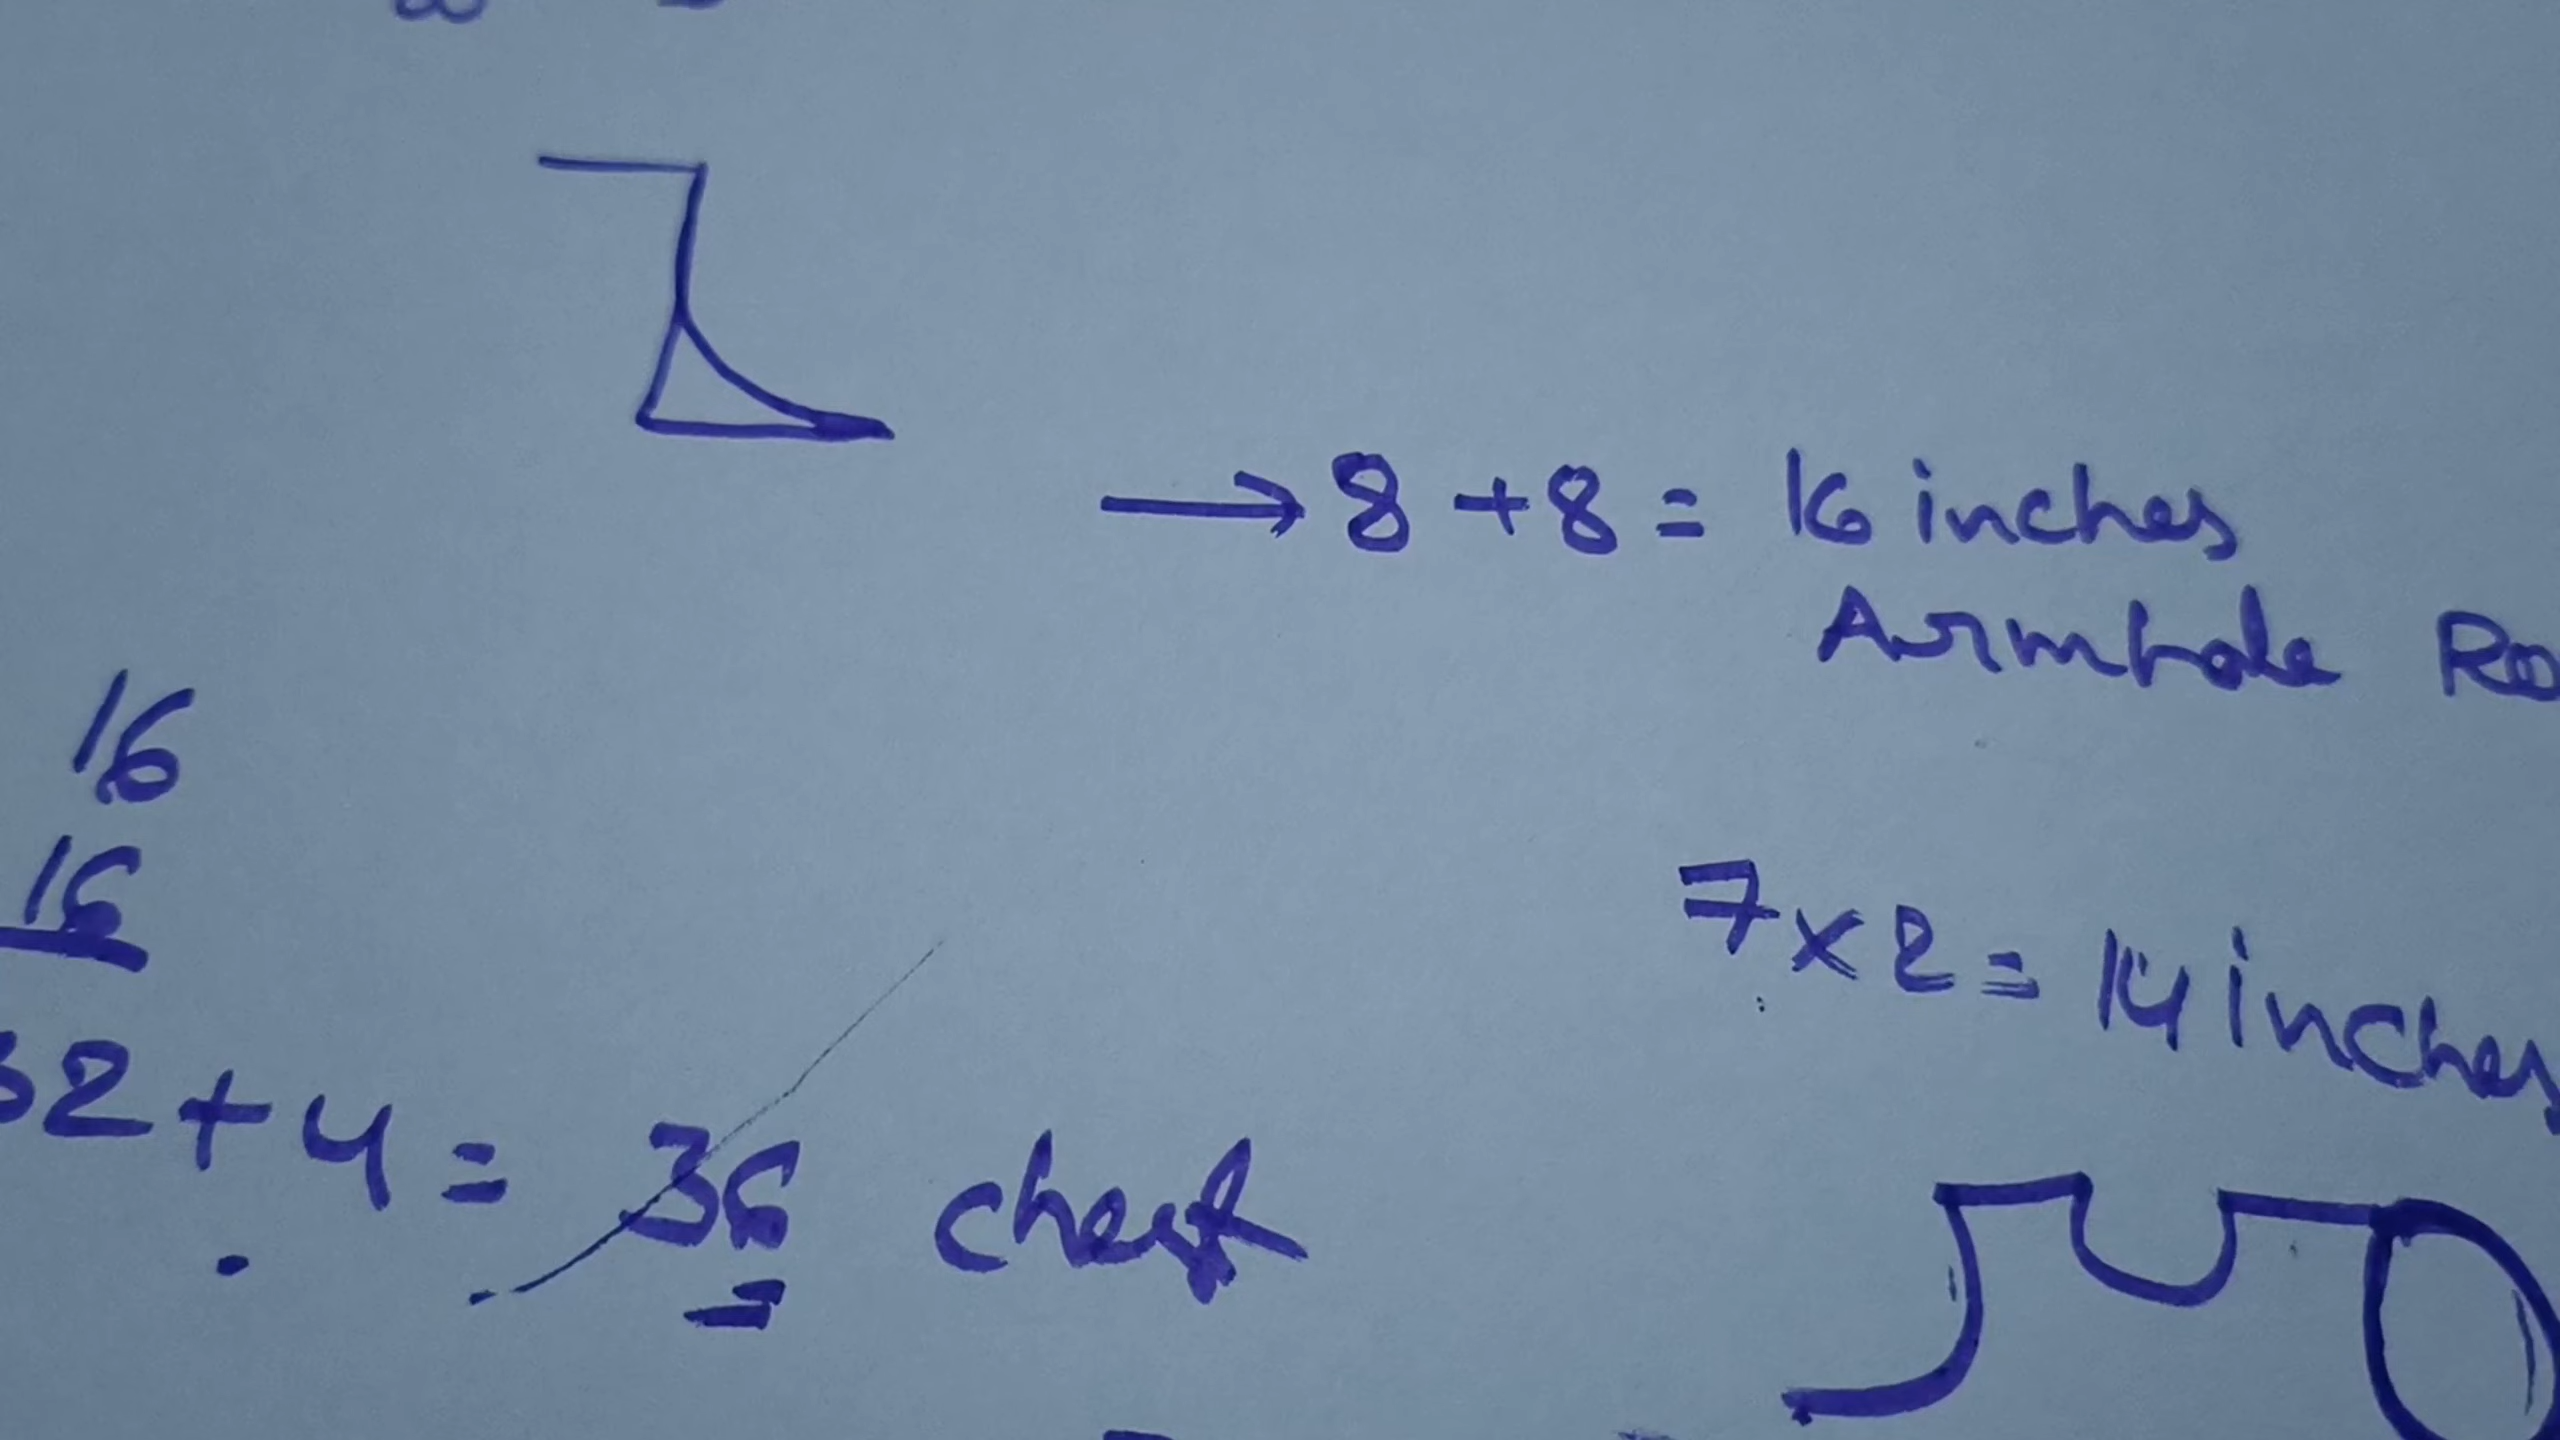 → 8 + 8 = 16 inches
Armhole
16
16
32 + 4 = 36 chest
7 x 2 = 14 inches